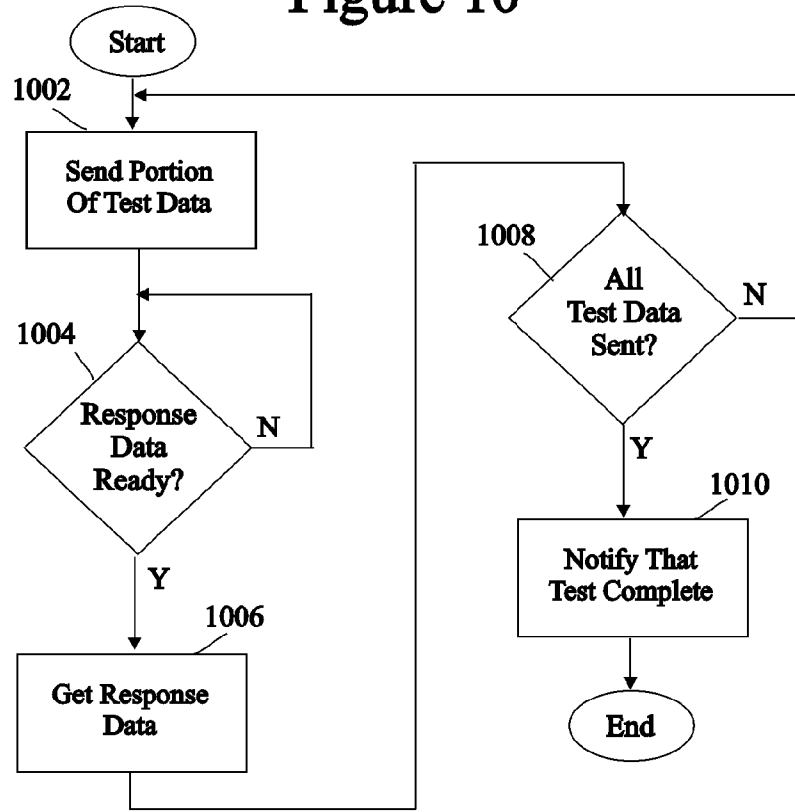 Figure 10
Start
1002
Send Portion
Of Test Data
1004
Response
Data
Ready?
N
Y
1006
Get Response
Data
1008
All
Test Data
Sent?
N
Y
1010
Notify That
Test Complete
End